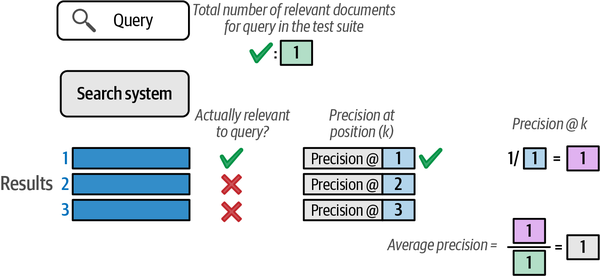 Query
Total number of relevant documents
for query in the test suite
: 1
Search system
Actually relevant
to query?
Precision at
position (k)
Precision @ k
Results
1
Precision @ 1
1/ 1 = 1
2
Precision @ 2
3
Precision @ 3
Average precision = 1 / 1 = 1